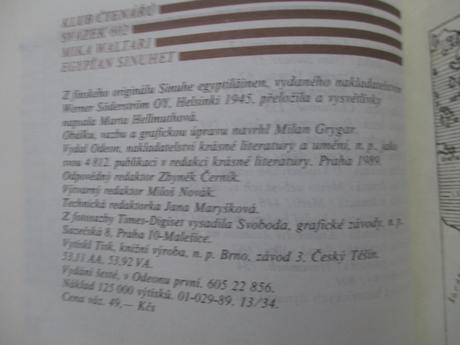 KLUB ČTENÁŘŮ
SVAZEK 602
MIKA WALTARI
EGYPŤAN SINUHET
Z finského originálu Sinuhe egyptiläinen, vydaného nakladatelstvím
Werner Söderström OY, Helsinki 1945, přeložila a vysvětlivky
napsala Marta Hellmuthová.
Obálku, vazbu a grafickou úpravu navrhl Milan Grygar.
Vydal Odeon, nakladatelství krásné literatury a umění, n. p., jako
svou 4 812. publikaci v redakci krásné literatury. Praha 1989.
Odpovědný redaktor Zbyněk Černík.
Výtvarný redaktor Miloš Novák.
Technická redaktorka Jana Maryšková.
Z fotosazby Times-Digiset vysadila Svoboda, grafické závody, n. p.
Sazečská 8, Praha 10-Malešice.
Vytiskl Tisk, knižní výroba, n. p. Brno, závod 3, Český Těšín.
53,11 AA. 53,92 VA.
Vydání šesté, v Odeonu první. 605 22 856.
Náklad 125 000 výtisků. 01-029-89. 13/34.
Cena váz. 49,— Kčs